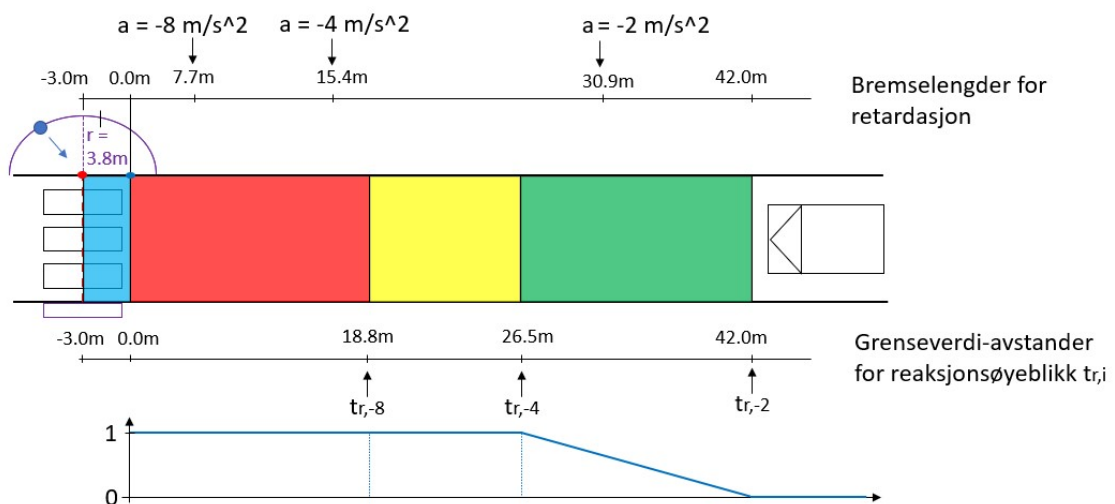 a = -8 m/s^2 a = -4 m/s^2 a = -2 m/s^2
-3.0m 0.0m 7.7m 15.4m 30.9m 42.0m
Bremselengder for
retardasjon
r =
3.8m
-3.0m 0.0m 18.8m 26.5m 42.0m
Grenseverdi-avstander
for reaksjonsøyeblikk tr,i
tr,-8 tr,-4 tr,-2
1
0